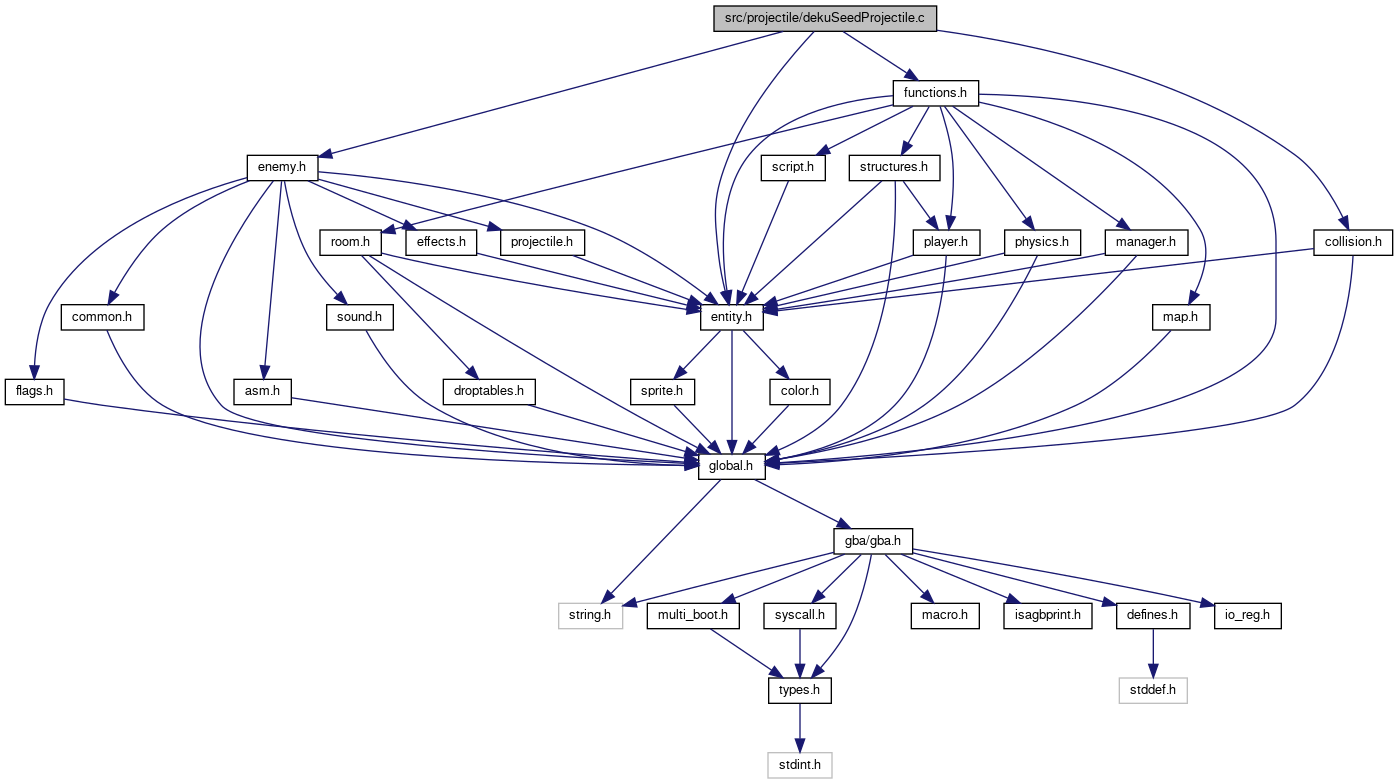 src/projectile/dekuSeedProjectile.c
functions.h
enemy.h
script.h
structures.h
room.h
effects.h
projectile.h
player.h
physics.h
manager.h
collision.h
common.h
sound.h
entity.h
map.h
flags.h
asm.h
droptables.h
sprite.h
color.h
global.h
gba/gba.h
string.h
multi_boot.h
syscall.h
macro.h
isagbprint.h
defines.h
io_reg.h
types.h
stddef.h
stdint.h